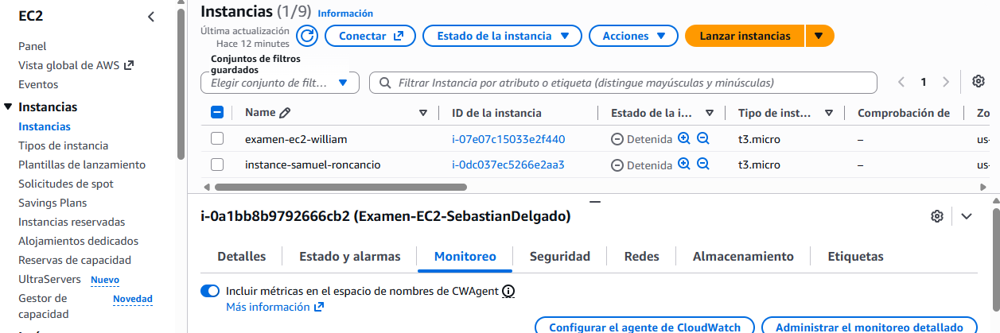 EC2
Panel
Vista global de AWS
Eventos
Instancias
Instancias
Tipos de instancia
Plantillas de lanzamiento
Solicitudes de spot
Savings Plans
Instancias reservadas
Alojamientos dedicados
Reservas de capacidad
UltraServers Nuevo
Gestor de Novedad
capacidad
Instancias (1/9) Información
Última actualización
Hace 12 minutes
Conectar Estado de la instancia Acciones Lanzar instancias
Conjuntos de filtros
guardados
Elegir conjunto de filt... Filtrar Instancia por atributo o etiqueta (distingue mayúsculas y minúsculas) 1
Name ID de la instancia Estado de la i... Tipo de inst... Comprobación de Zo
examen-ec2-william i-07e07c15033e2f440 Detenida t3.micro – us-
instance-samuel-roncancio i-0dc037ec5266e2aa3 Detenida t3.micro – us-
i-0a1bb8b9792666cb2 (Examen-EC2-SebastianDelgado)
Detalles Estado y alarmas Monitoreo Seguridad Redes Almacenamiento Etiquetas
Incluir métricas en el espacio de nombres de CWAgent
Más información
Configurar el agente de CloudWatch Administrar el monitoreo detallado